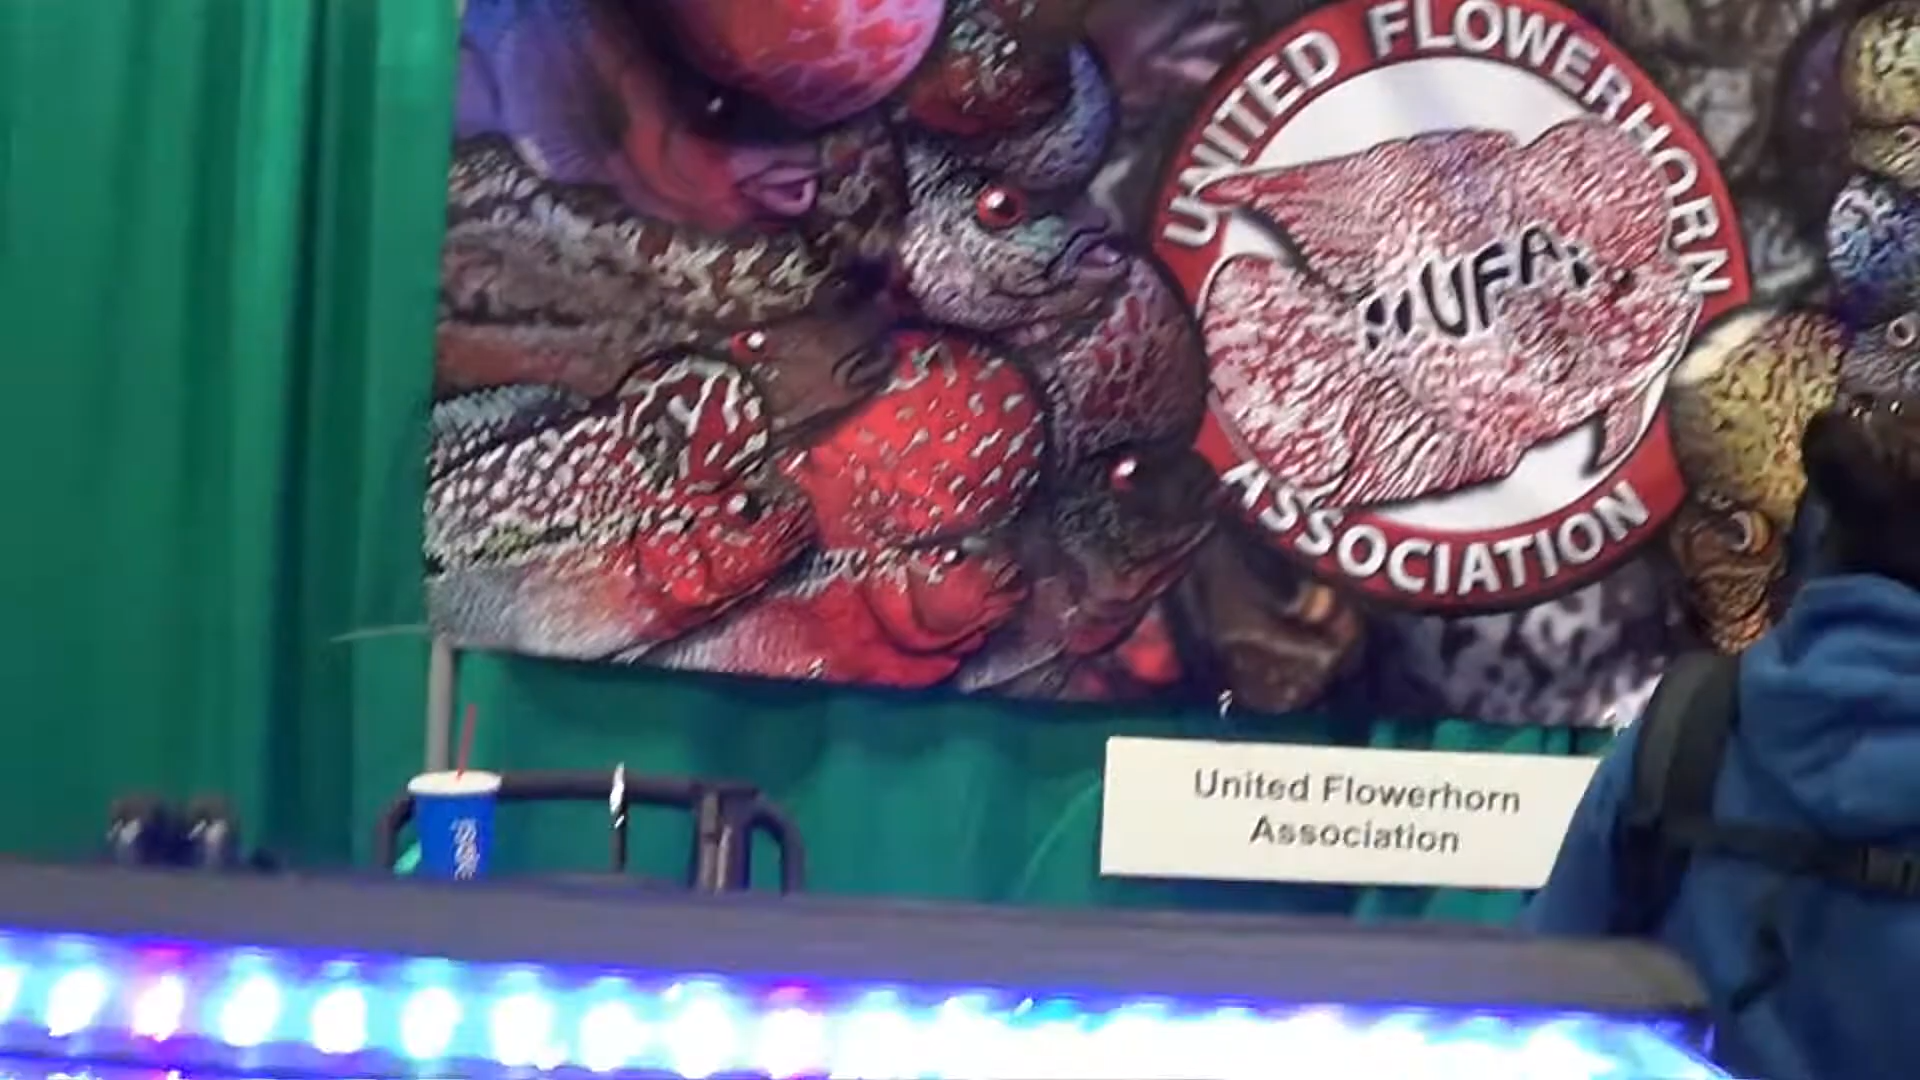 UNITED FLOWERHORN
UFA
ASSOCIATION
United Flowerhorn
Association